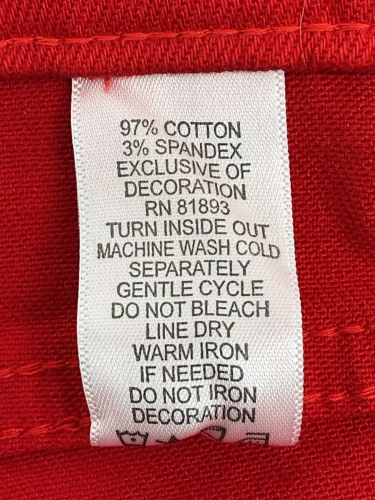 97% COTTON
3% SPANDEX
EXCLUSIVE OF
DECORATION
RN 81893
TURN INSIDE OUT
MACHINE WASH COLD
SEPARATELY
GENTLE CYCLE
DO NOT BLEACH
LINE DRY
WARM IRON
IF NEEDED
DO NOT IRON
DECORATION